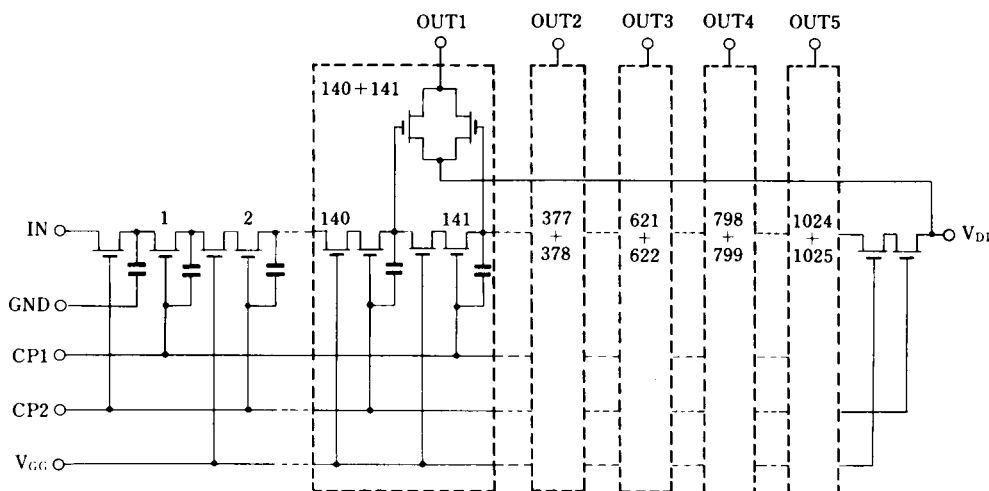 OUT1 OUT2 OUT3 OUT4 OUT5
140+141
IN 1 2 140 141
377
+
378
621
+
622
798
+
799
1024
+
1025
VDD
GND
CP1
CP2
VGG